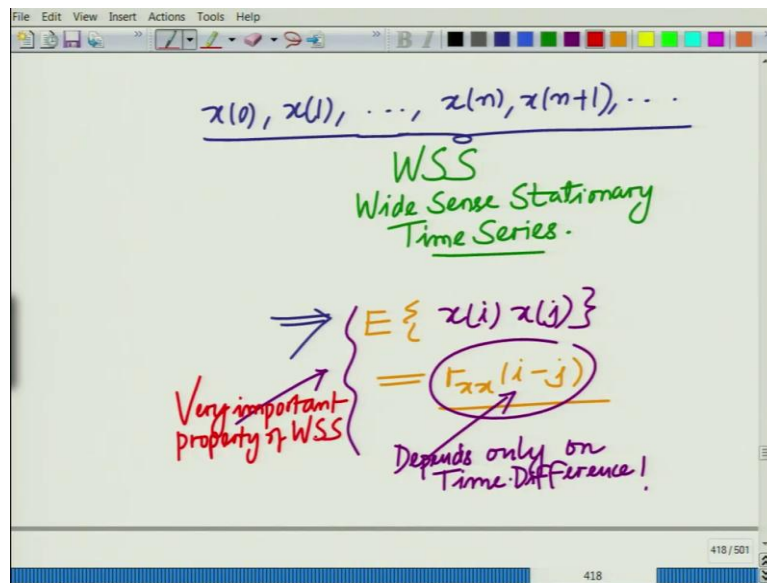 File Edit View Insert Actions Tools Help
B I
x(0), x(1), ..., x(n), x(n+1), ...
WSS
Wide Sense Stationary
Time Series.
⇒ { E { x(i) x(j) }
= r_xx (i-j)
Very important
property of WSS
Depends only on
Time Difference!
418/501
418